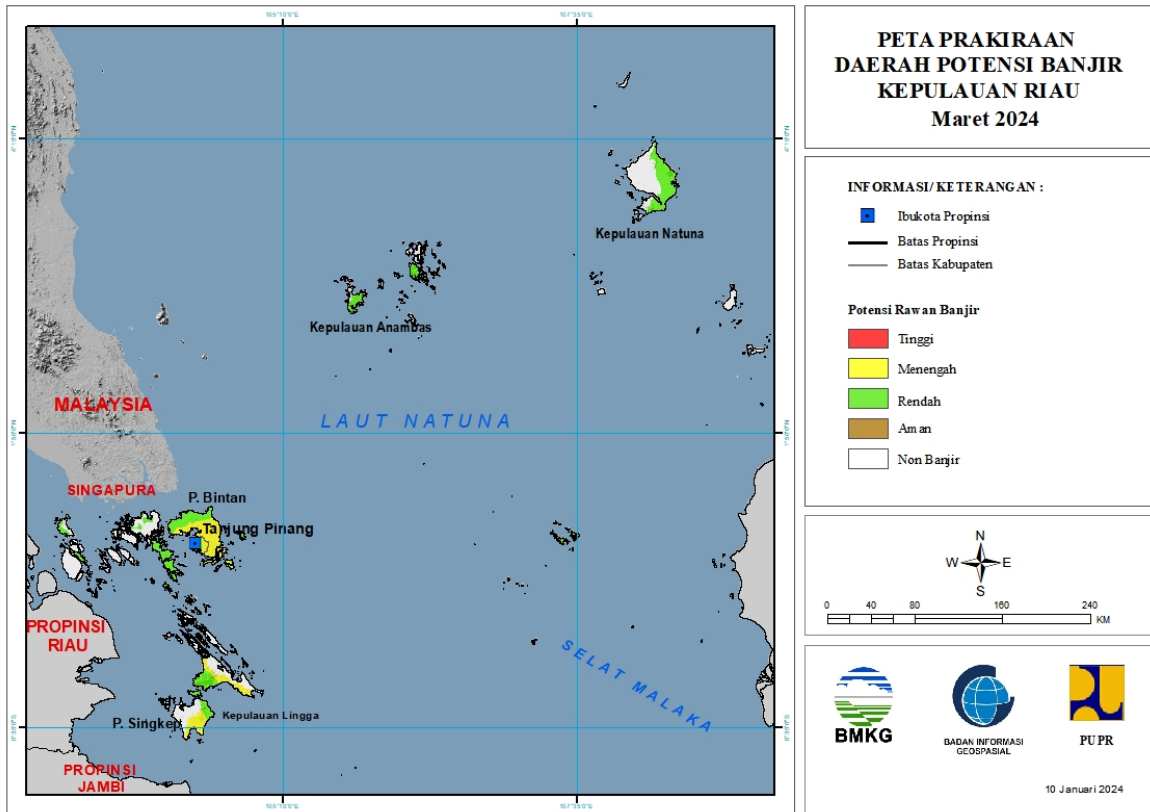 PETA PRAKIRAAN
DAERAH POTENSI BANJIR
KEPULAUAN RIAU
Maret 2024
INFORMASI/ KETERANGAN :
Ibukota Propinsi
Batas Propinsi
Batas Kabupaten
Potensi Rawan Banjir
Tinggi
Menengah
Rendah
Aman
Non Banjir
N
W E
S
0 40 80 160 240
KM
BMKG
BADAN INFORMASI
GEOSPASIAL
PUPR
10 Januari 2024
Kepulauan Natuna
Kepulauan Anambas
MALAYSIA
LAUT NATUNA
SINGAPURA
P. Bintan
Tanjung Pinang
PROPINSI
RIAU
SELAT MALAKA
Kepulauan Lingga
P. Singkep
PROPINSI
JAMBI